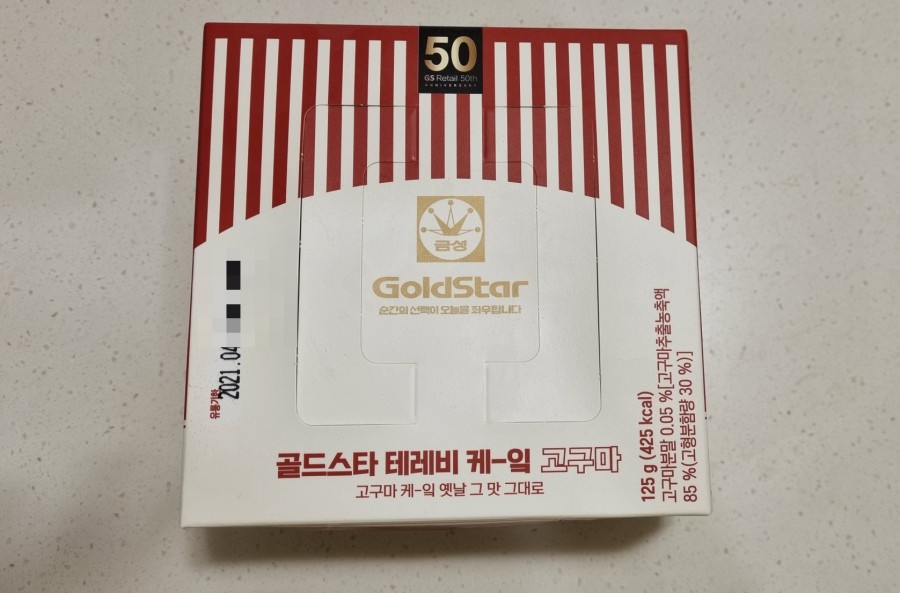 50
GS Retail 50th
ANNIVERSARY
금성
GoldStar
순간의 선택이 오늘을 좌우합니다
유통기한
2021.04
골드스타 테레비 케-잌 고구마
고구마 케-잌 옛날 그 맛 그대로
125 g (425 kcal)
고구마분말 0.05 %[고구마추출농축액
85 %(고형분함량 30 %)]